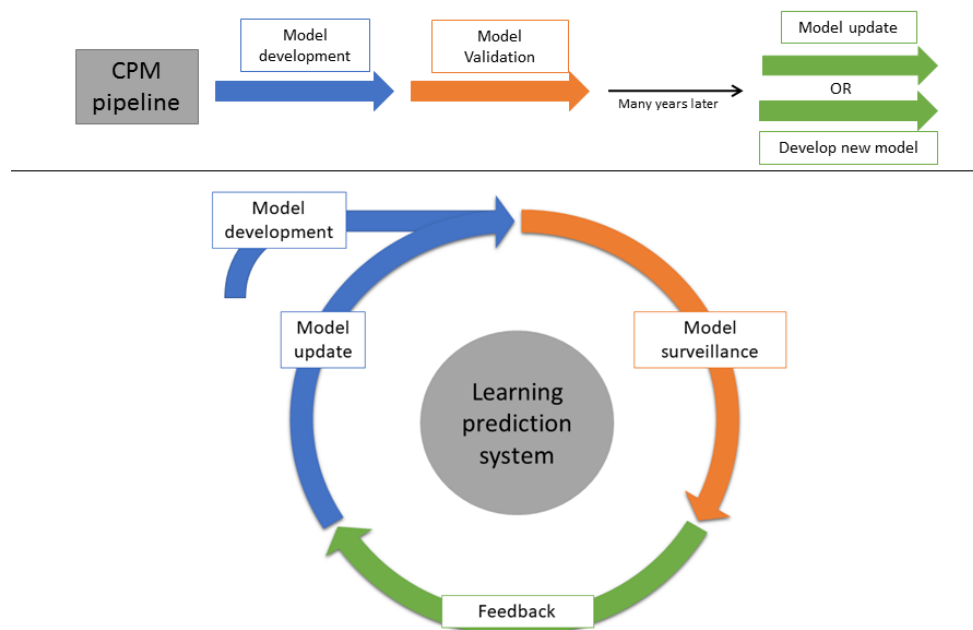 CPM
pipeline
Model
development
Model
Validation
Many years later
Model update
OR
Develop new model
Model
development
Model
update
Model
surveillance
Learning
prediction
system
Feedback